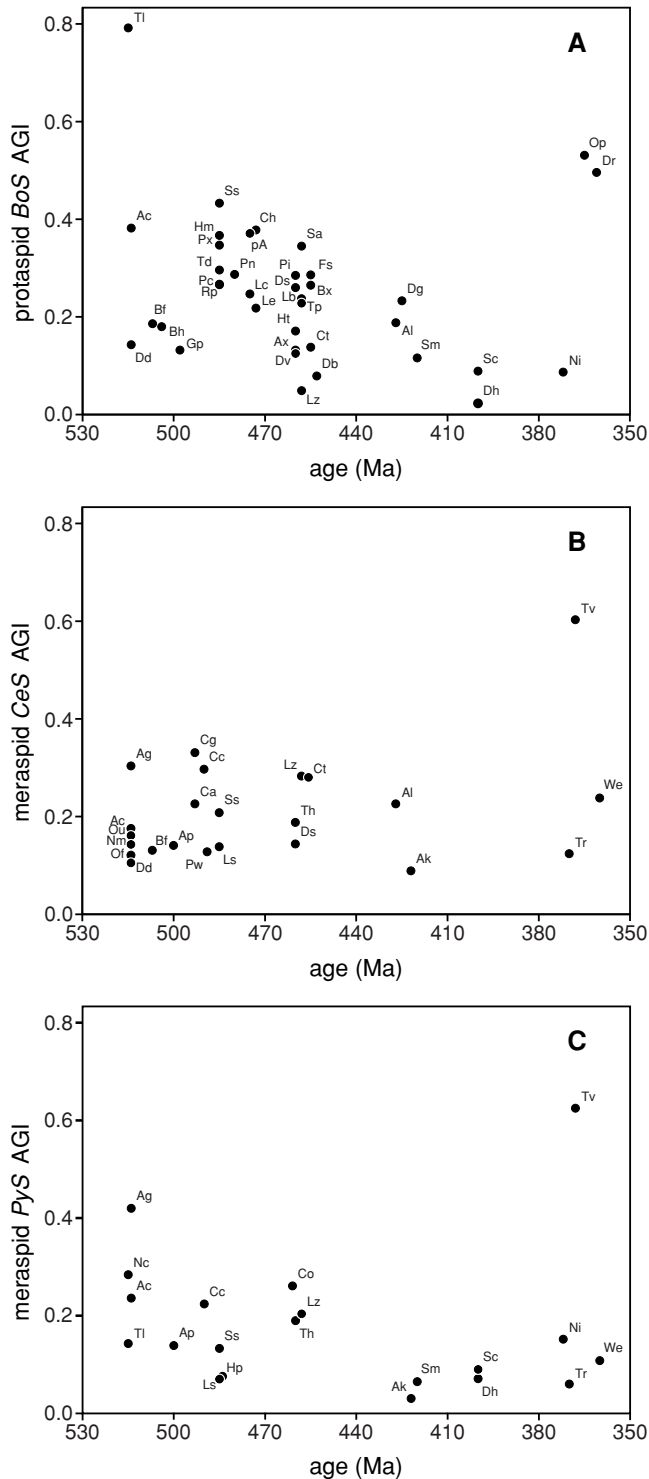 A
protaspid BoS AGI
0.8
0.6
0.4
0.2
0.0
Tl
Op
Dr
Ss
Ac
Hm
Ch
Px
pA
Sa
Td
Pn
Pi
Fs
Pc
Lc
Ds
Bx
Rp
Le
Lb
Tp
Dg
Bf
Bh
Ht
Al
Dd
Gp
Ax
Ct
Sm
Dv
Db
Sc
Ni
Lz
Dh
530 500 470 440 410 380 350
age (Ma)
B
meraspid CeS AGI
0.8
0.6
0.4
0.2
0.0
Tv
Ag
Cg
Cc
Lz
Ct
Ca
Ss
Al
We
Ac
Ou
Th
Nm
Bf
Ap
Ds
Of
Dd
Pw
Ls
Ak
Tr
530 500 470 440 410 380 350
age (Ma)
C
meraspid PyS AGI
0.8
0.6
0.4
0.2
0.0
Tv
Ag
Nc
Ac
Co
Cc
Lz
Tl
Ap
Ss
Th
Ni
We
Hp
Ls
Sm
Sc
Ak
Dh
Tr
530 500 470 440 410 380 350
age (Ma)